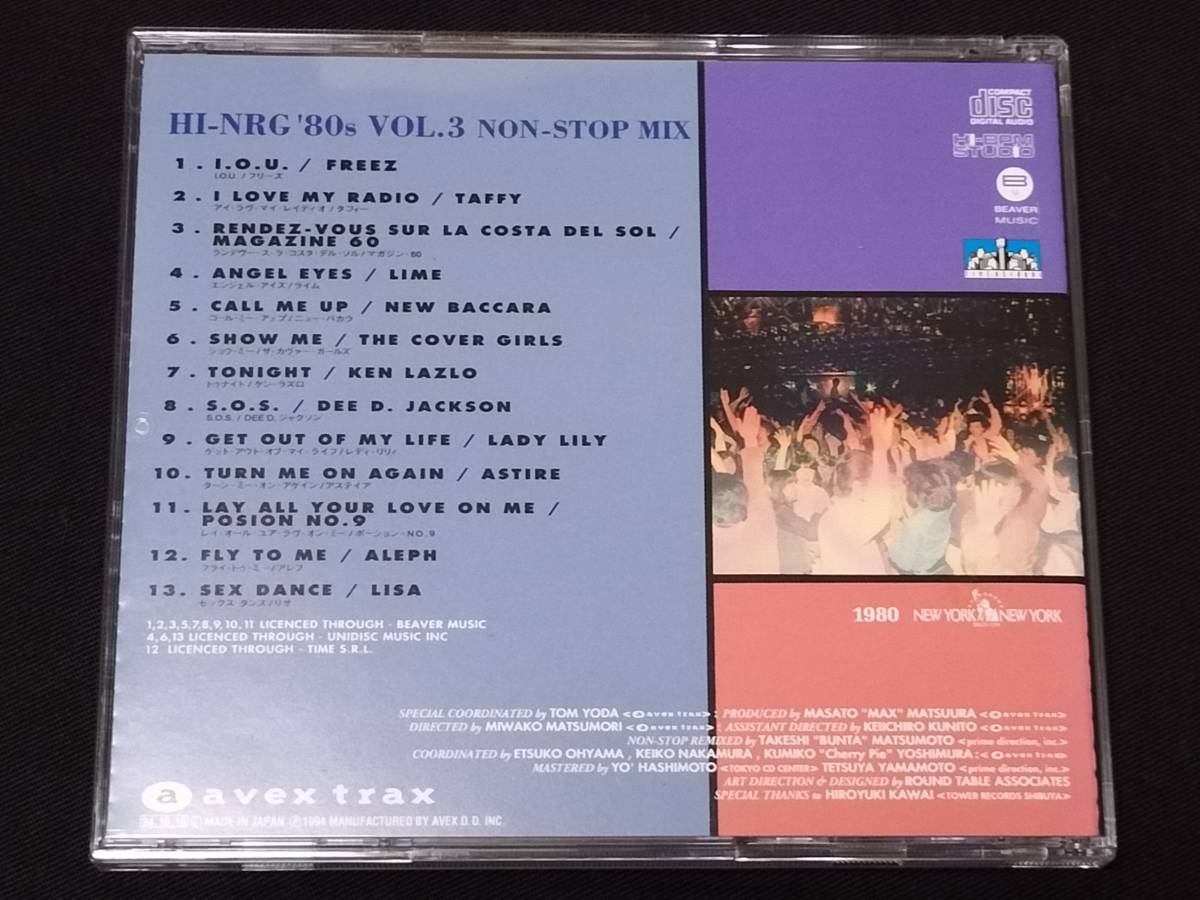 HI-NRG '80s VOL.3 NON-STOP MIX
1. I.O.U. / FREEZ
I.O.U. / フリーズ
2. I LOVE MY RADIO / TAFFY
アイ・ラヴ・マイ・レイディオ / タフィー
3. RENDEZ-VOUS SUR LA COSTA DEL SOL /
MAGAZINE 60
ランデヴー・ス・ラ・コスタ・デル・ソル / マガジン・60
4. ANGEL EYES / LIME
エンジェル・アイズ / ライム
5. CALL ME UP / NEW BACCARA
コール・ミー・アップ / ニュー・バカラ
6. SHOW ME / THE COVER GIRLS
ショウ・ミー / ザ・カヴァー・ガールズ
7. TONIGHT / KEN LAZLO
トゥナイト / ケン・ラズロ
8. S.O.S. / DEE D. JACKSON
S.O.S. / DEE D. ジャクソン
9. GET OUT OF MY LIFE / LADY LILY
ゲット・アウト・オブ・マイ・ライフ / レディ・リリィ
10. TURN ME ON AGAIN / ASTIRE
ターン・ミー・オン・アゲイン / アステイア
11. LAY ALL YOUR LOVE ON ME /
POSION NO.9
レイ・オール・ユア・ラヴ・オン・ミー / ポーション・NO.9
12. FLY TO ME / ALEPH
フライ・トゥ・ミー / アレフ
13. SEX DANCE / LISA
セックス・ダンス / リサ
1,2,3,5,7,8,9,10,11 LICENCED THROUGH - BEAVER MUSIC
4,6,13 LICENCED THROUGH - UNIDISC MUSIC INC
12 LICENCED THROUGH - TIME S.R.L.
COMPACT
disc
DIGITAL AUDIO
HI-BPM
STUDIO
B
BEAVER
MUSIC
1980 NEW YORK NEW YORK
SPECIAL COORDINATED by TOM YODA <avex trax> : PRODUCED by MASATO "MAX" MATSUURA <avex trax>
DIRECTED by MIWAKO MATSUMORI <avex trax> : ASSISTANT DIRECTED by KEIICHIRO KUNITO <avex trax>
NON-STOP REMIXED by TAKESHI "BUNTA" MATSUMOTO <prime direction, inc.>
COORDINATED by ETSUKO OHYAMA, KEIKO NAKAMURA, KUMIKO "Cherry Pie" YOSHIMURA : <avex trax>
MASTERED by YO' HASHIMOTO <TOKYO CD CENTER> TETSUYA YAMAMOTO <prime direction, inc.>
ART DIRECTION & DESIGNED by ROUND TABLE ASSOCIATES
SPECIAL THANKS to HIROYUKI KAWAI <TOWER RECORDS SHIBUYA>
a avex trax
MADE IN JAPAN Ⓟ1994 MANUFACTURED BY AVEX D.D. INC.